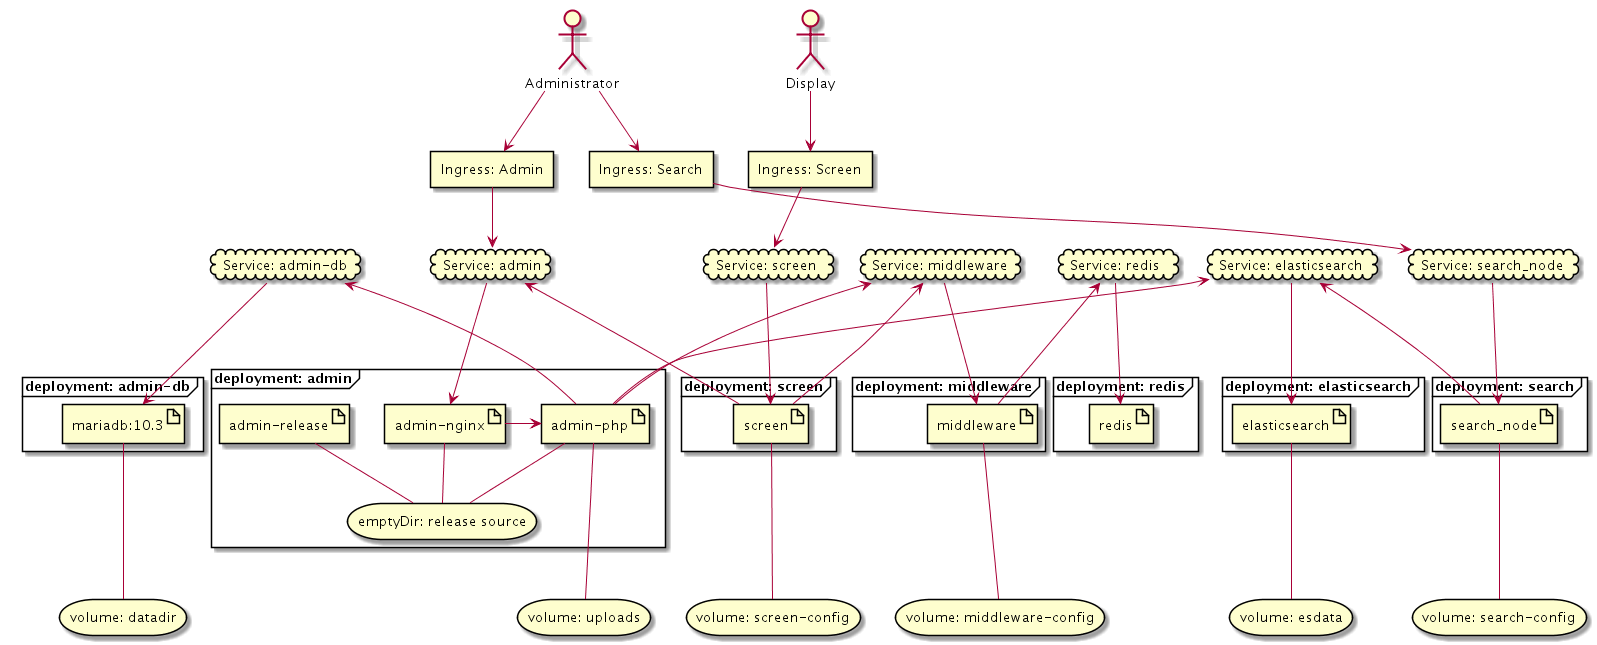 Administrator
Display
Ingress: Admin
Ingress: Search
Ingress: Screen
Service: admin-db
Service: admin
Service: screen
Service: middleware
Service: redis
Service: elasticsearch
Service: search_node
deployment: admin-db
deployment: admin
deployment: screen
deployment: middleware
deployment: redis
deployment: elasticsearch
deployment: search
mariadb:10.3
admin-release
admin-nginx
admin-php
screen
middleware
redis
elasticsearch
search_node
emptyDir: release source
volume: datadir
volume: uploads
volume: screen-config
volume: middleware-config
volume: esdata
volume: search-config